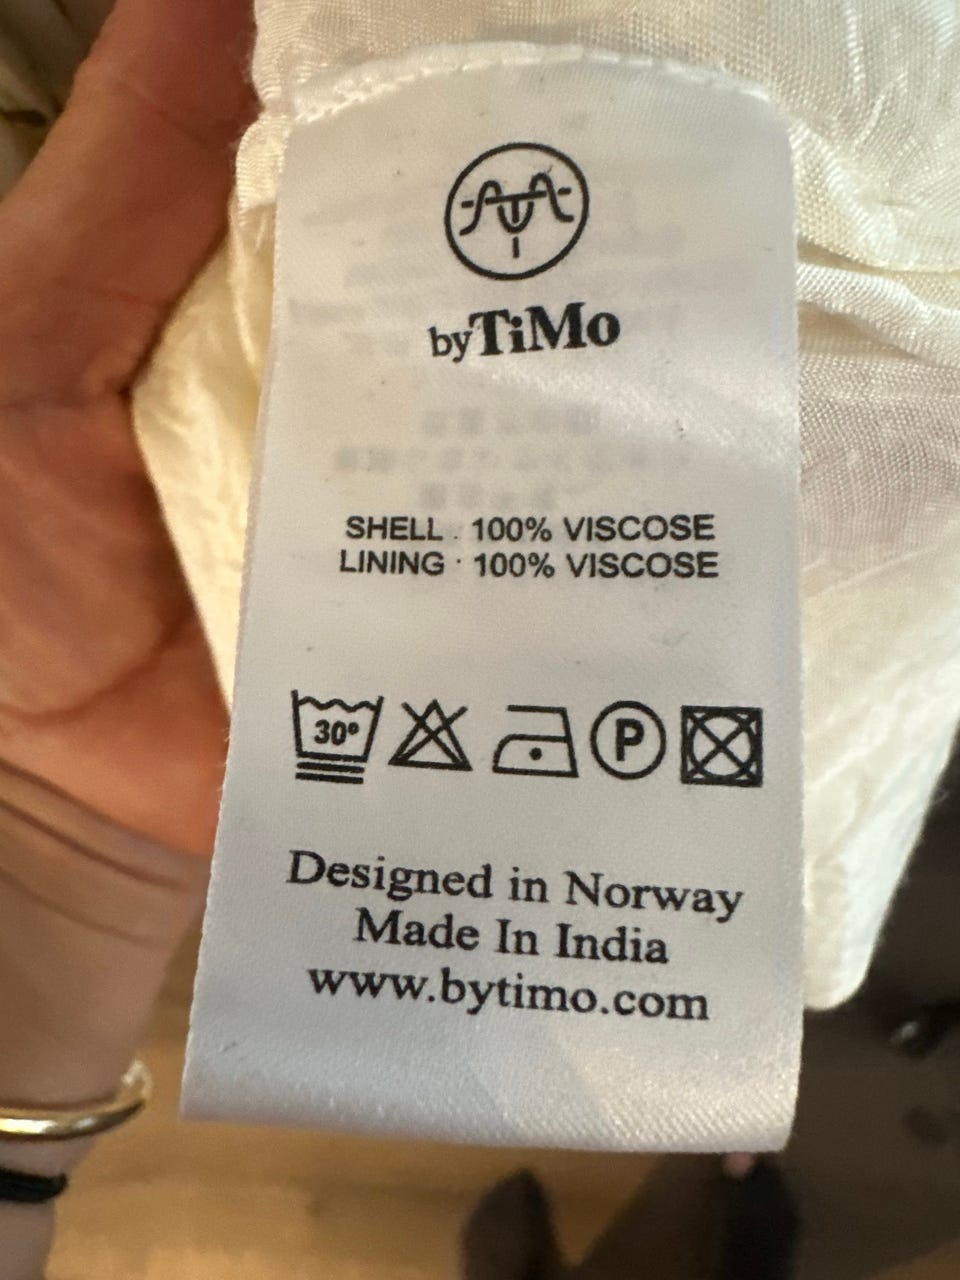 byTiMo
SHELL : 100% VISCOSE
LINING : 100% VISCOSE
30°
P
Designed in Norway
Made In India
www.bytimo.com